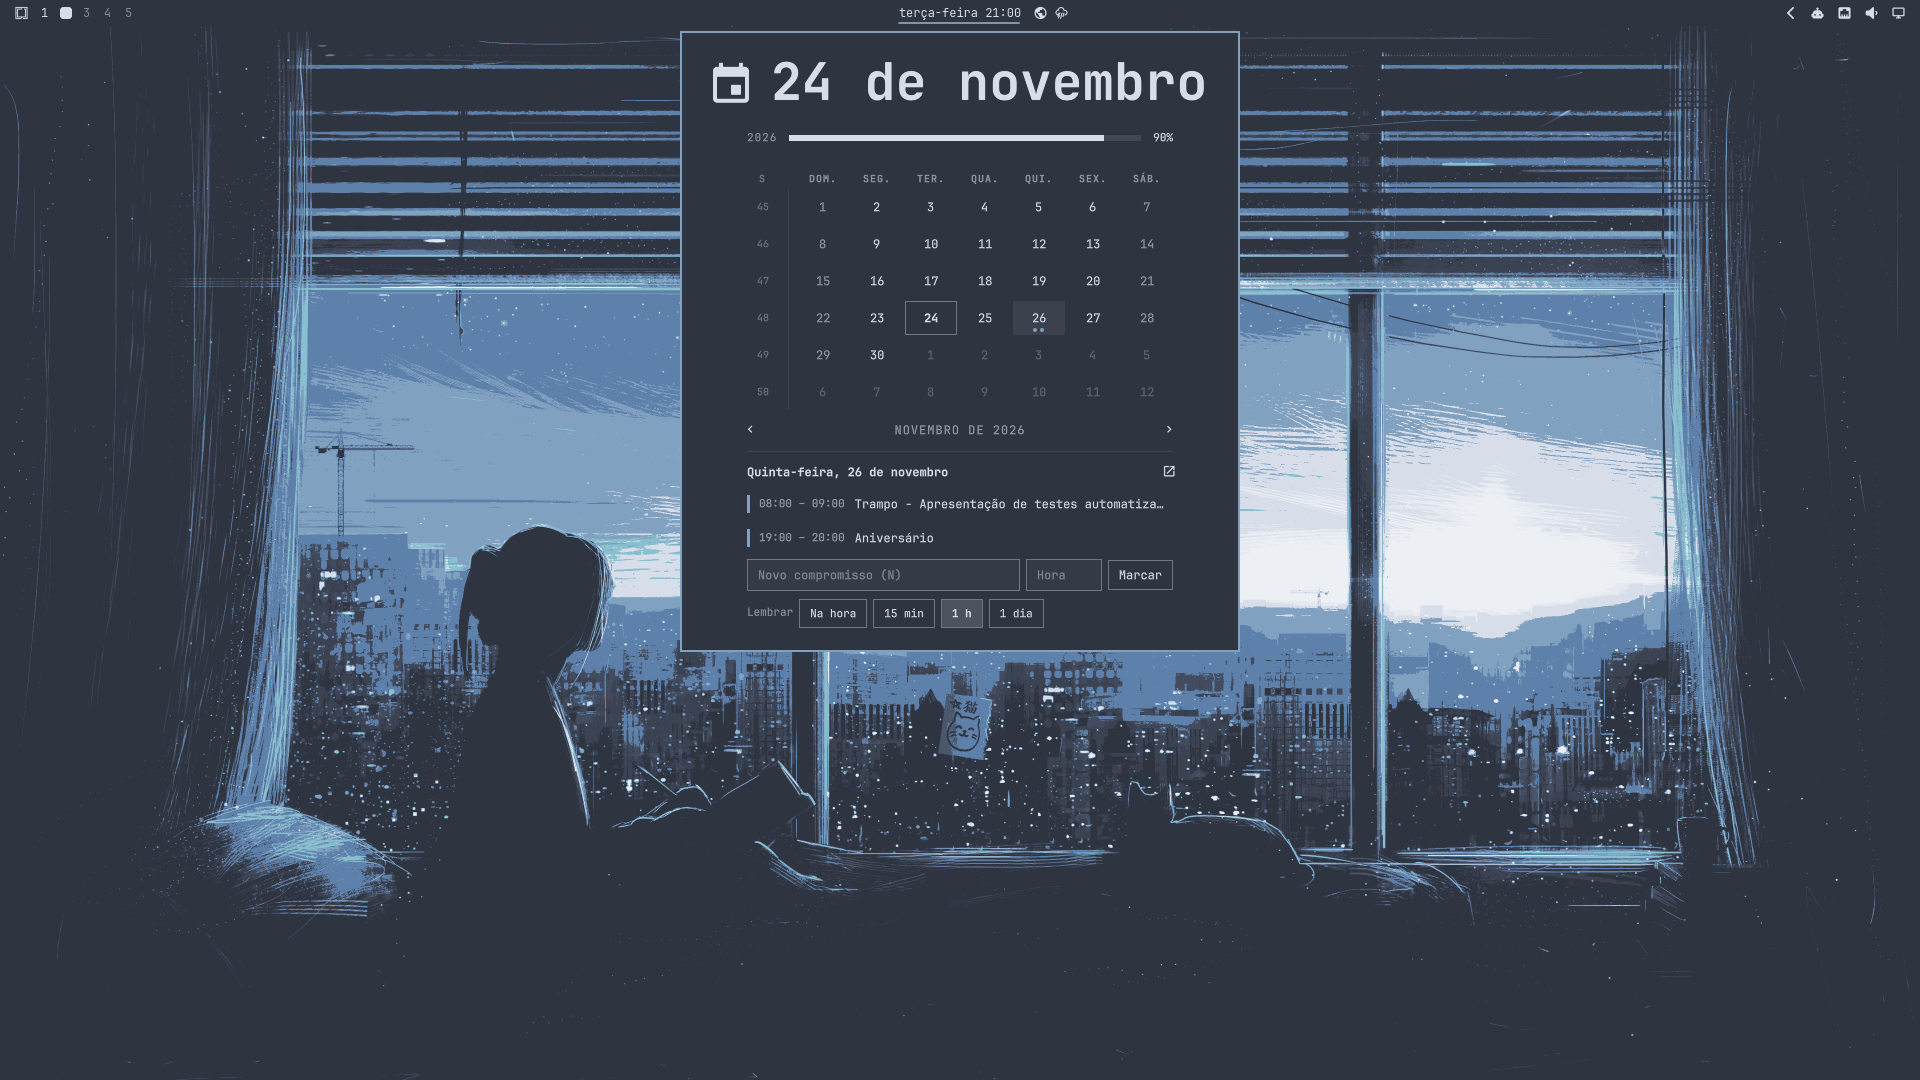 1 3 4 5
terça-feira 21:00
24 de novembro
2026 90%
S DOM. SEG. TER. QUA. QUI. SEX. SÁB.
45 1 2 3 4 5 6 7
46 8 9 10 11 12 13 14
47 15 16 17 18 19 20 21
48 22 23 24 25 26 27 28
49 29 30 1 2 3 4 5
50 6 7 8 9 10 11 12
NOVEMBRO DE 2026
Quinta-feira, 26 de novembro
08:00 – 09:00 Trampo - Apresentação de testes automatiza…
19:00 – 20:00 Aniversário
Novo compromisso (N) Hora Marcar
Lembrar Na hora 15 min 1 h 1 dia